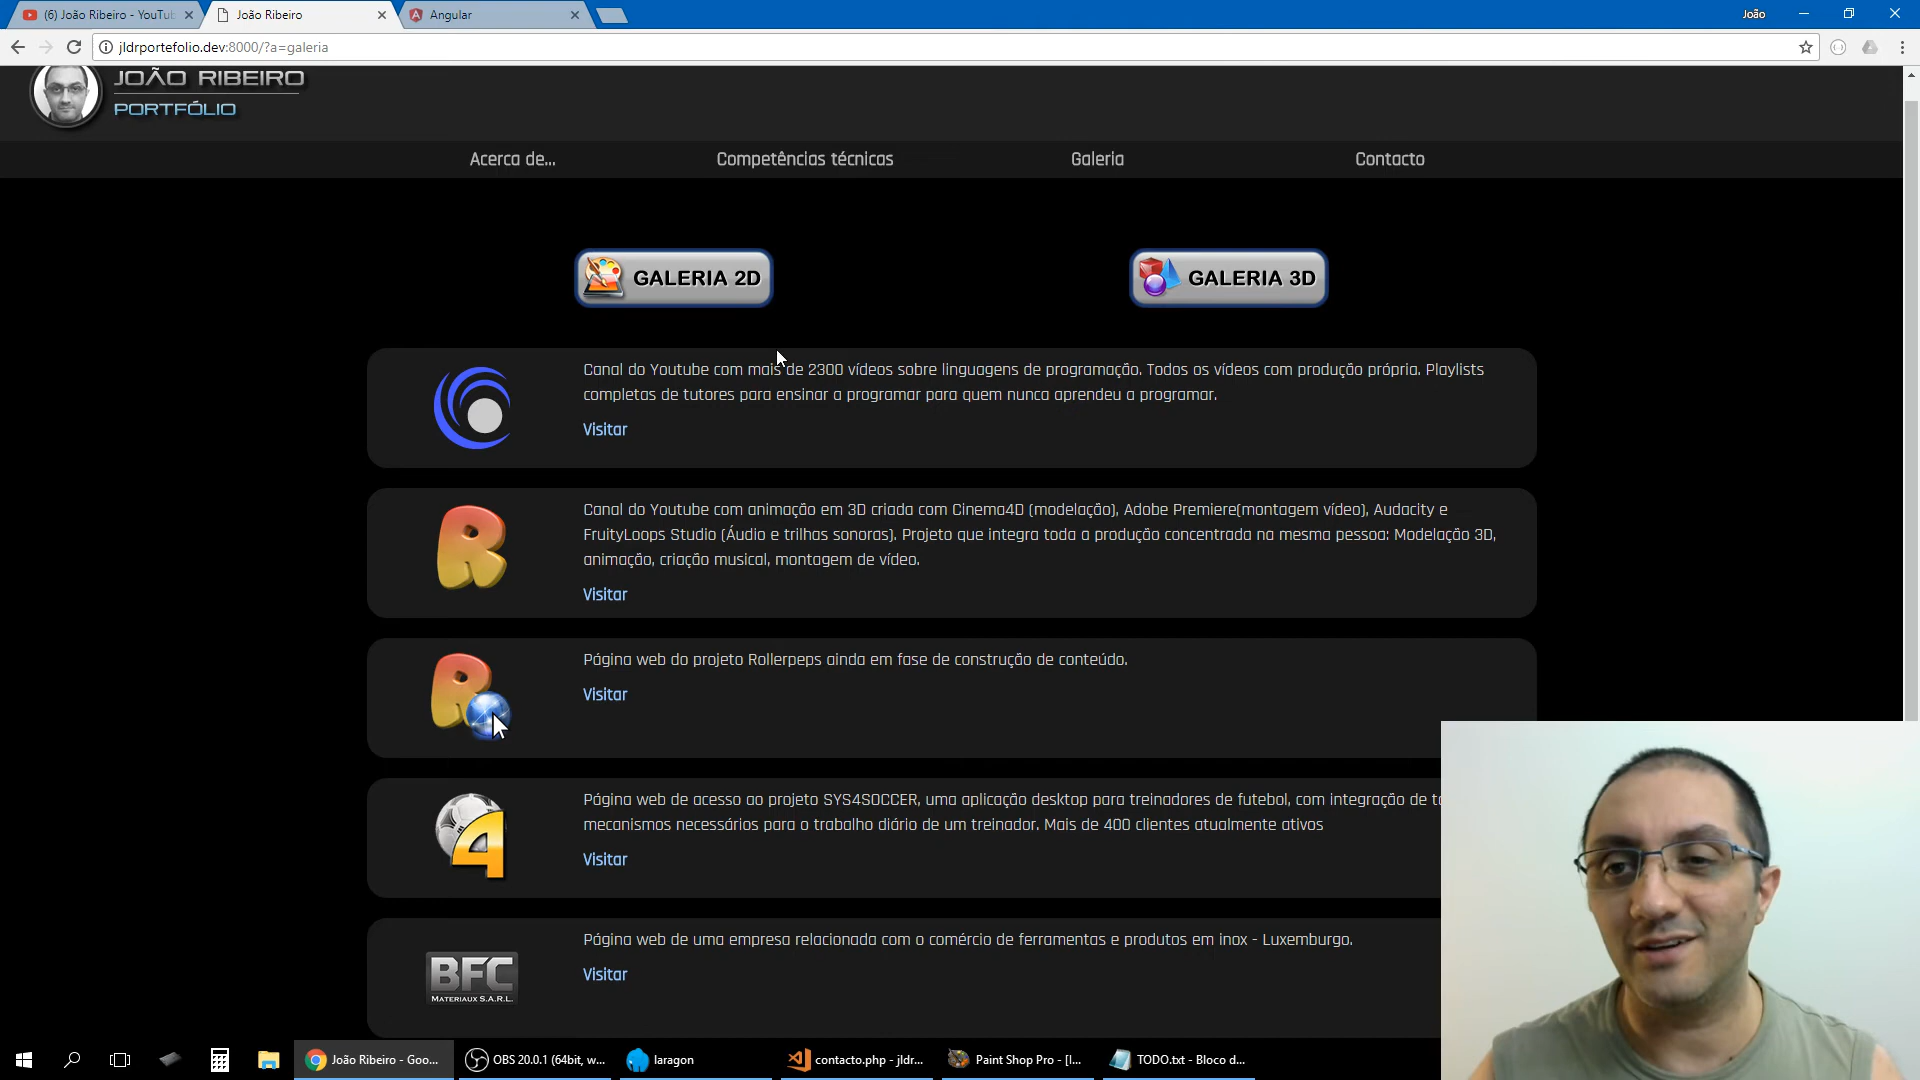 (6) João Ribeiro - YouTu
João Ribeiro
Angular
João
jldrportefolio.dev:8000/?a=galeria
JOÃO RIBEIRO
PORTFÓLIO
Acerca de...
Competências técnicas
Galeria
Contacto
GALERIA 2D
GALERIA 3D
Canal do Youtube com mais de 2300 vídeos sobre linguagens de programação. Todos os vídeos com produção própria. Playlists
completas de tutores para ensinar a programar para quem nunca aprendeu a programar.
Visitar
R
Canal do Youtube com animação em 3D criada com Cinema4D (modelação), Adobe Premiere(montagem vídeo), Audacity e
FruityLoops Studio (Áudio e trilhas sonoras). Projeto que integra toda a produção concentrada na mesma pessoa: Modelação 3D,
animação, criação musical, montagem de vídeo.
Visitar
R
Página web do projeto Rollerpeps ainda em fase de construção de conteúdo.
Visitar
4
Página web de acesso ao projeto SYS4SOCCER, uma aplicação desktop para treinadores de futebol, com integração de
mecanismos necessários para o trabalho diário de um treinador. Mais de 400 clientes atualmente ativos
Visitar
BFC
MATERIAUX S.A.R.L.
Página web de uma empresa relacionada com o comércio de ferramentas e produtos em inox - Luxemburgo.
Visitar
João Ribeiro - Goo...
OBS 20.0.1 (64bit, w...
laragon
contacto.php - jldr...
Paint Shop Pro - [I...
TODO.txt - Bloco d...